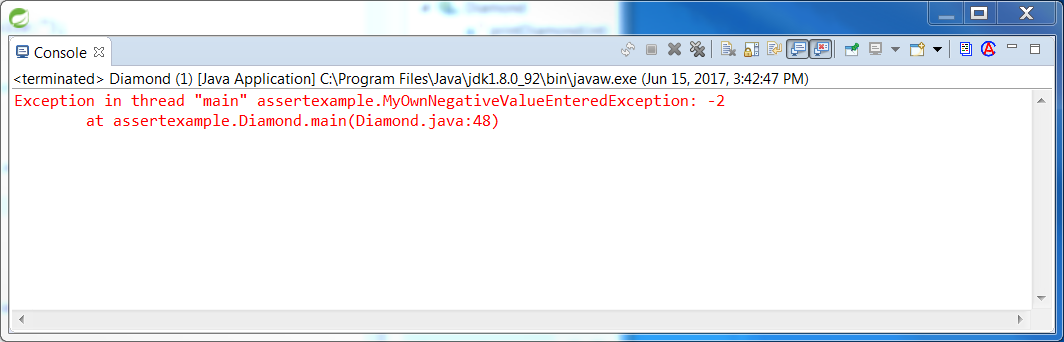 Diamond
Console
<terminated> Diamond (1) [Java Application] C:\Program Files\Java\jdk1.8.0_92\bin\javaw.exe (Jun 15, 2017, 3:42:47 PM)
Exception in thread "main" assertexample.MyOwnNegativeValueEnteredException: -2
at assertexample.Diamond.main(Diamond.java:48)